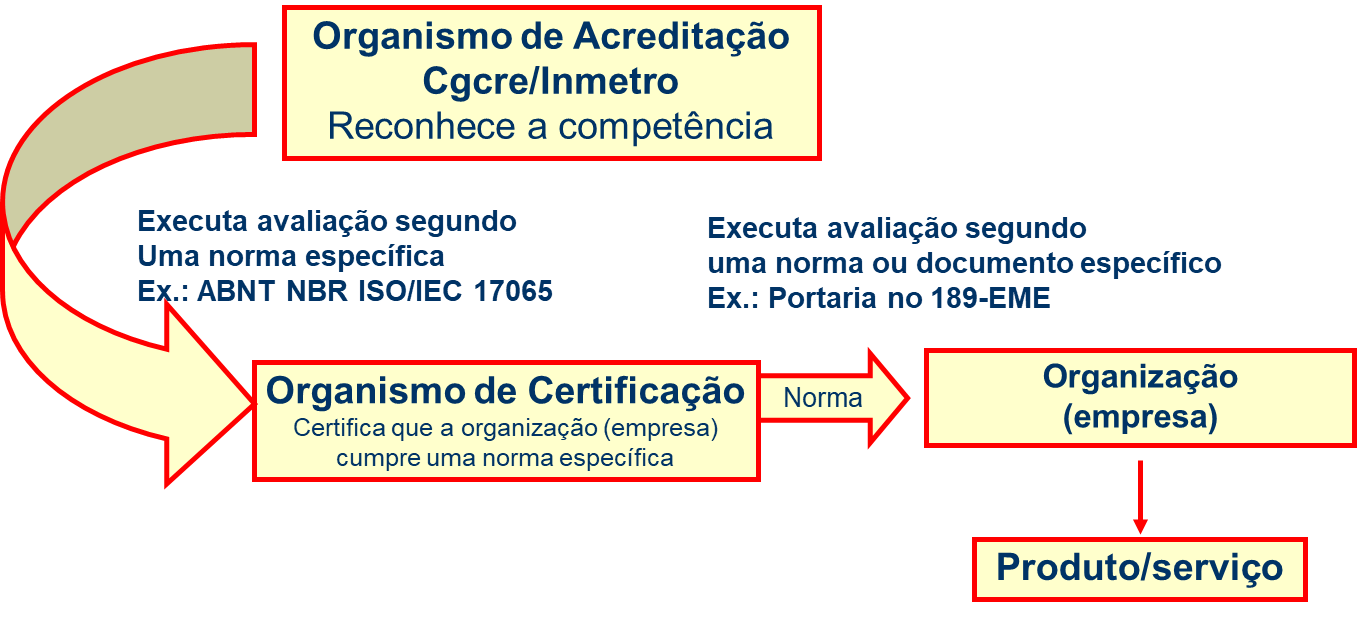 Organismo de Acreditação
Cgcre/Inmetro
Reconhece a competência
Executa avaliação segundo
Uma norma específica
Ex.: ABNT NBR ISO/IEC 17065
Executa avaliação segundo
uma norma ou documento específico
Ex.: Portaria no 189-EME
Organismo de Certificação
Certifica que a organização (empresa)
cumpre uma norma específica
Norma
Organização
(empresa)
Produto/serviço